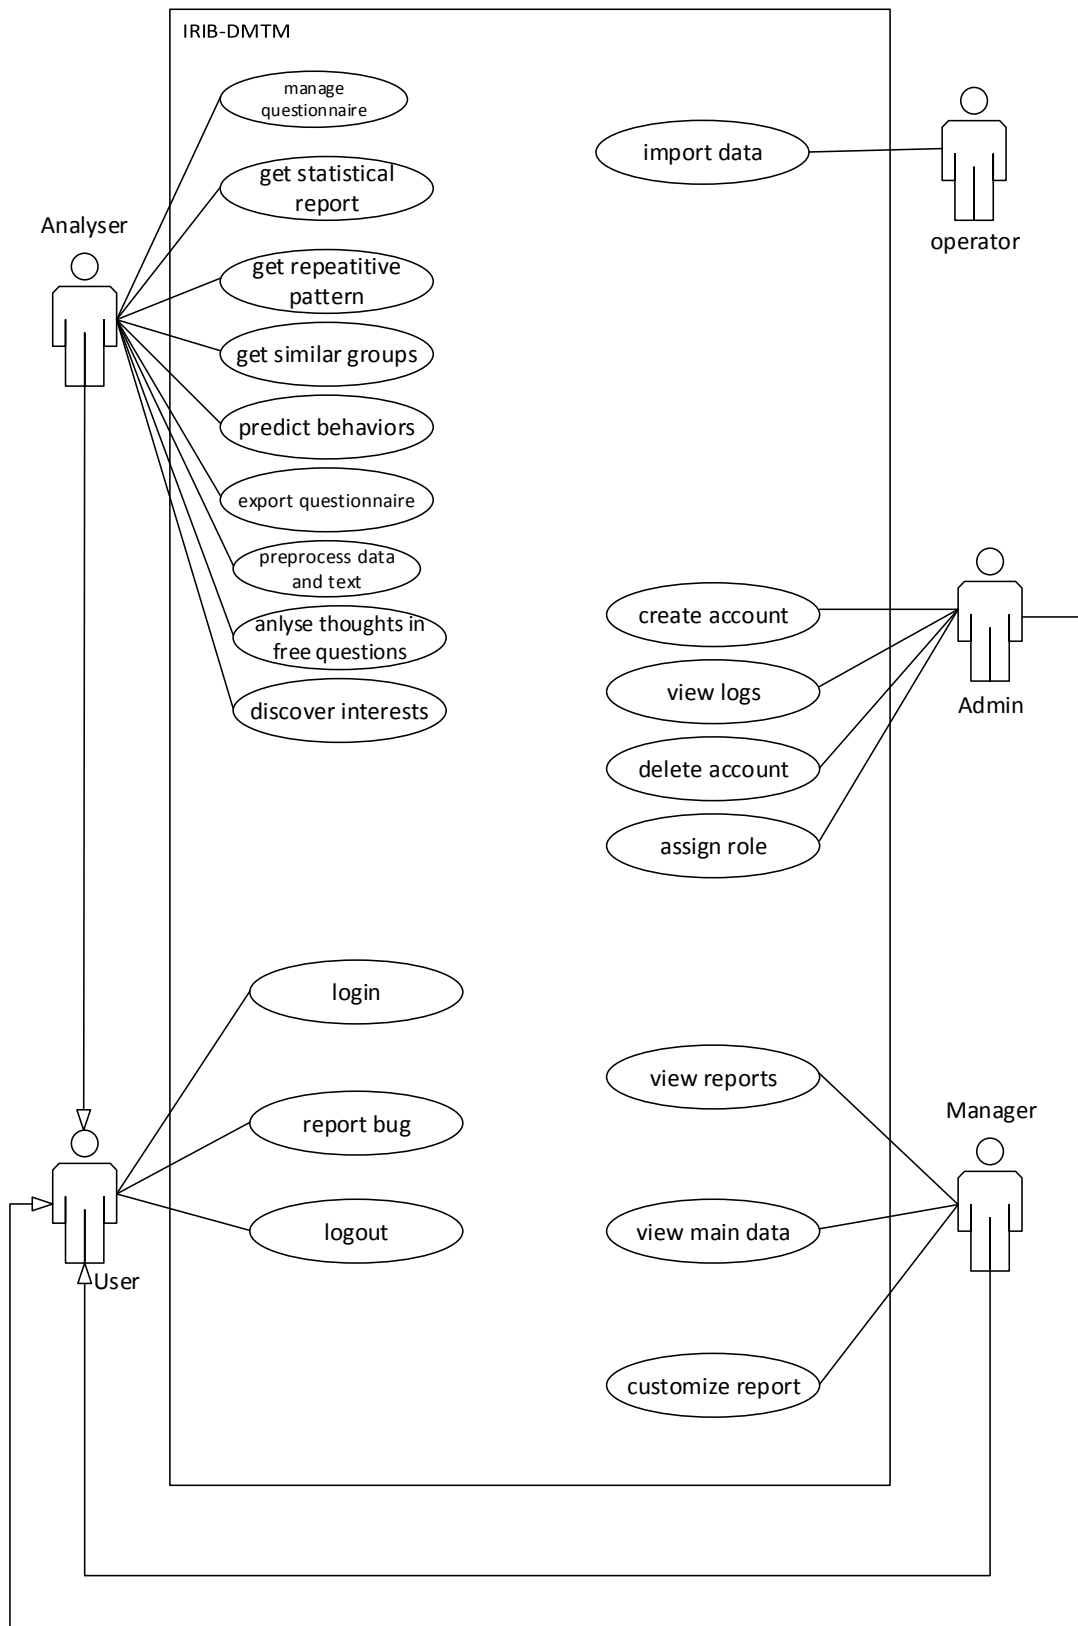 IRIB-DMTM
manage
questionnaire
import data
get statistical
report
Analyser
operator
get repeatitive
pattern
get similar groups
predict behaviors
export questionnaire
preprocess data
and text
anlyse thoughts in
free questions
create account
view logs
Admin
discover interests
delete account
assign role
login
view reports
report bug
Manager
logout
view main data
User
customize report